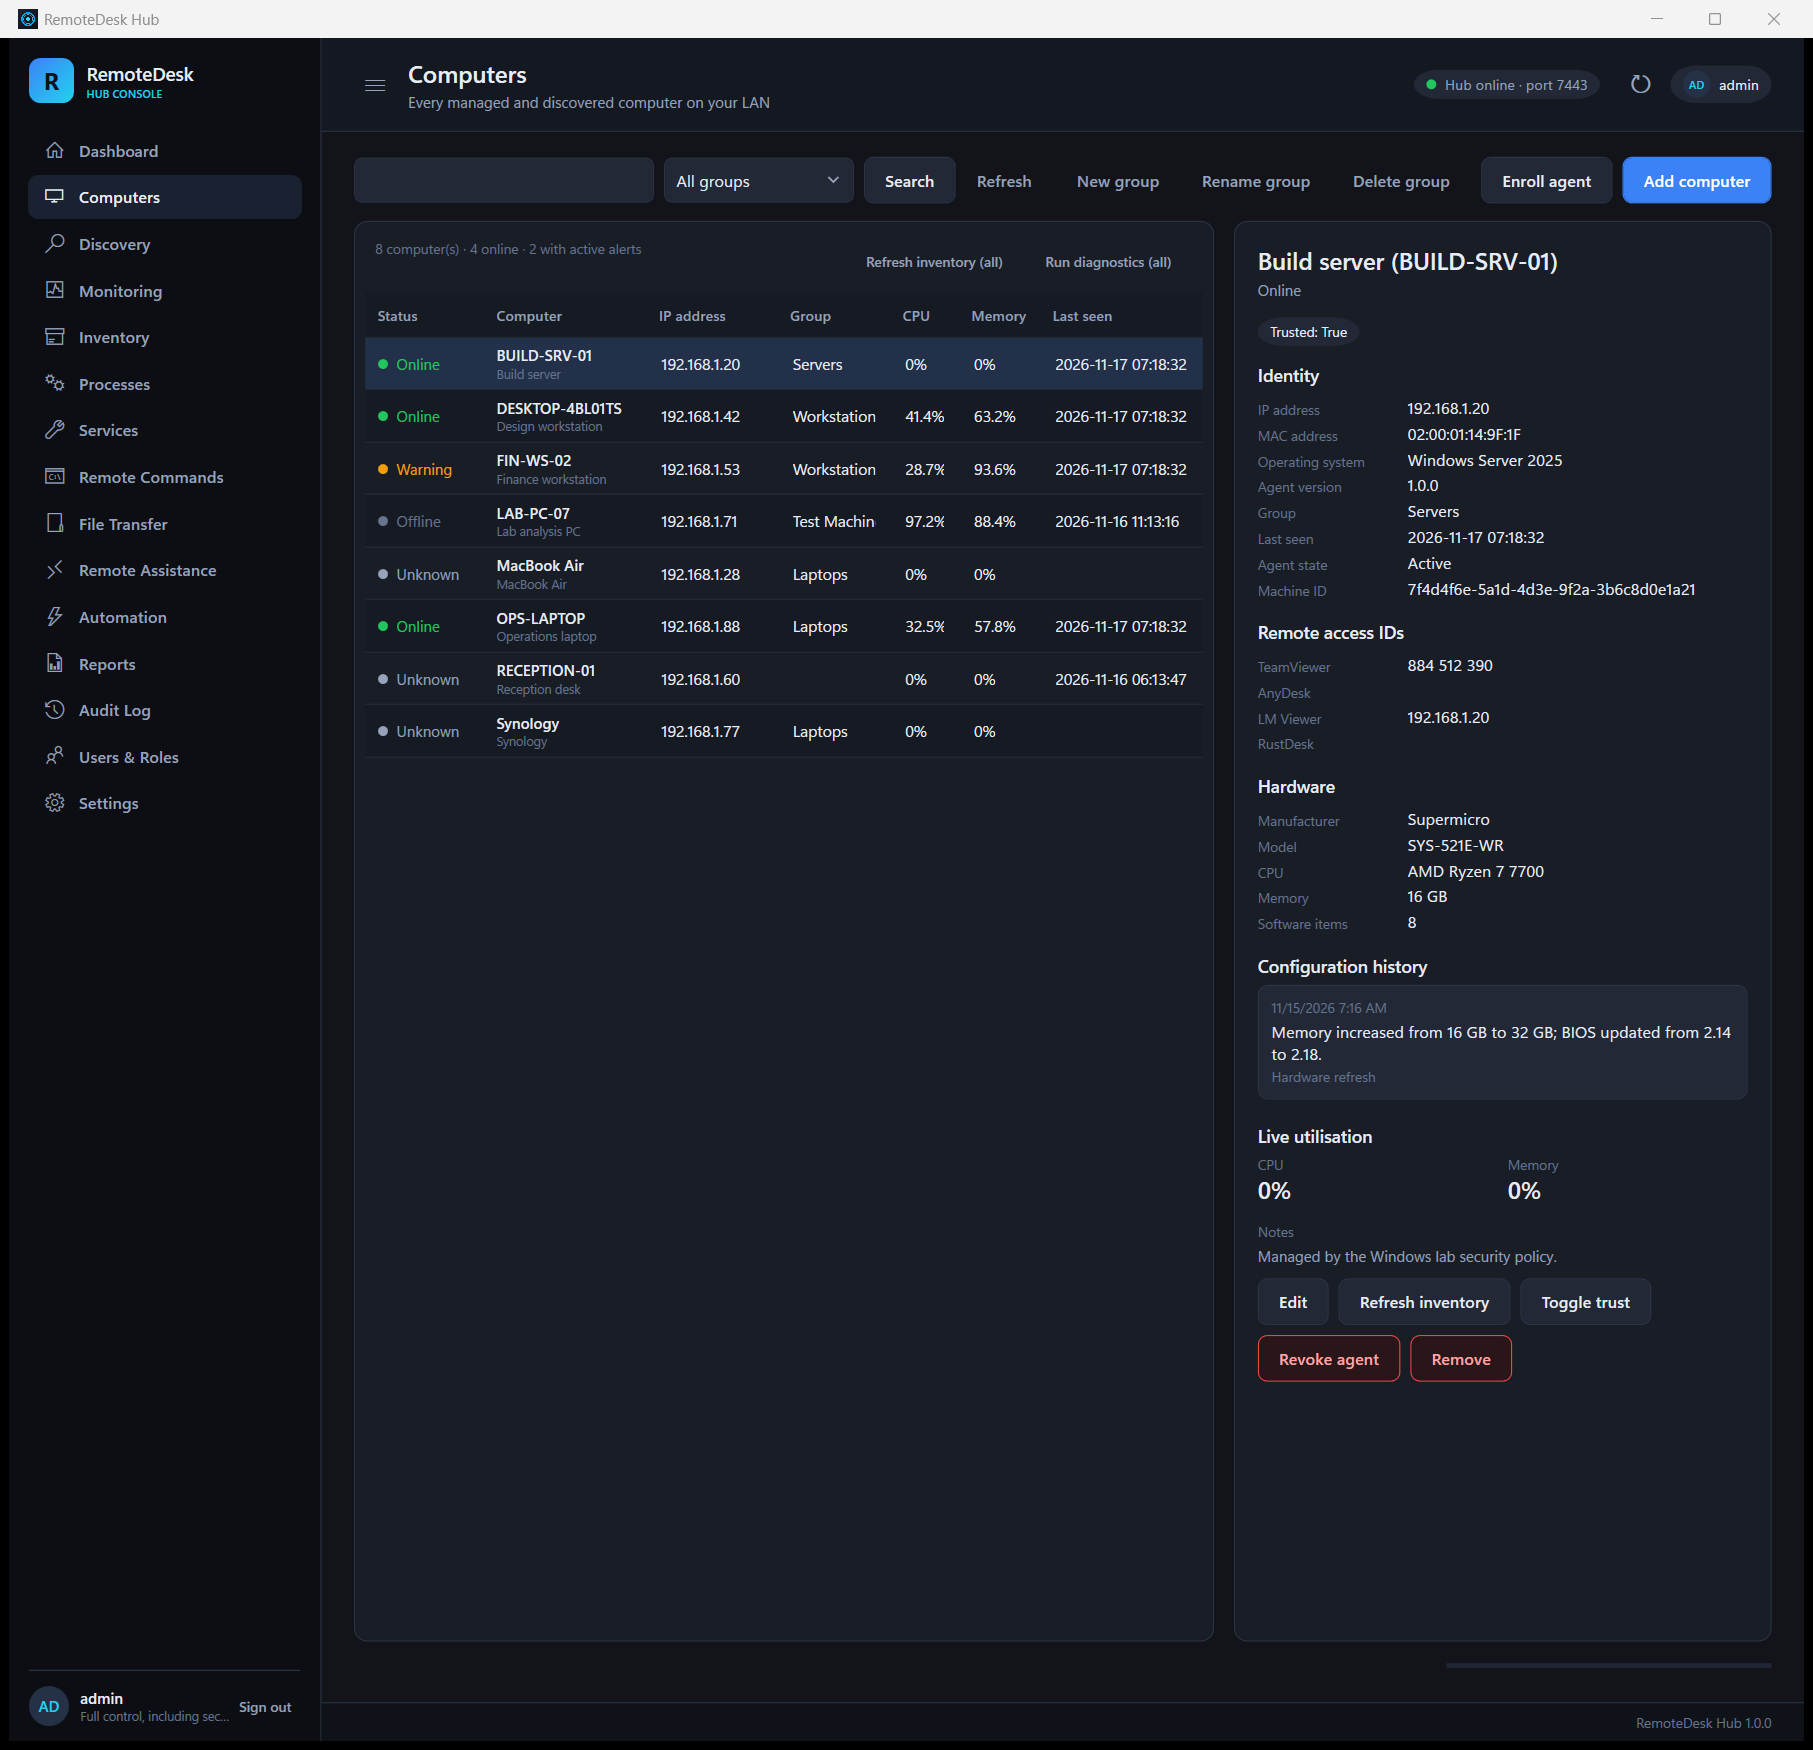 RemoteDesk Hub
R
RemoteDesk
HUB CONSOLE
Dashboard
Computers
Discovery
Monitoring
Inventory
Processes
Services
Remote Commands
File Transfer
Remote Assistance
Automation
Reports
Audit Log
Users & Roles
Settings
AD
admin
Full control, including sec...
Sign out
Computers
Every managed and discovered computer on your LAN
Hub online · port 7443
AD admin
All groups
Search
Refresh
New group
Rename group
Delete group
Enroll agent
Add computer
8 computer(s) · 4 online · 2 with active alerts
Refresh inventory (all)
Run diagnostics (all)
Status Computer IP address Group CPU Memory Last seen
Online BUILD-SRV-01 192.168.1.20 Servers 0% 0% 2026-11-17 07:18:32
Build server
Online DESKTOP-4BL01TS 192.168.1.42 Workstation 41.4% 63.2% 2026-11-17 07:18:32
Design workstation
Warning FIN-WS-02 192.168.1.53 Workstation 28.7% 93.6% 2026-11-17 07:18:32
Finance workstation
Offline LAB-PC-07 192.168.1.71 Test Machin 97.2% 88.4% 2026-11-16 11:13:16
Lab analysis PC
Unknown MacBook Air 192.168.1.28 Laptops 0% 0%
MacBook Air
Online OPS-LAPTOP 192.168.1.88 Laptops 32.5% 57.8% 2026-11-17 07:18:32
Operations laptop
Unknown RECEPTION-01 192.168.1.60 0% 0% 2026-11-16 06:13:47
Reception desk
Unknown Synology 192.168.1.77 Laptops 0% 0%
Synology
Build server (BUILD-SRV-01)
Online
Trusted: True
Identity
IP address 192.168.1.20
MAC address 02:00:01:14:9F:1F
Operating system Windows Server 2025
Agent version 1.0.0
Group Servers
Last seen 2026-11-17 07:18:32
Agent state Active
Machine ID 7f4d4f6e-5a1d-4d3e-9f2a-3b6c8d0e1a21
Remote access IDs
TeamViewer 884 512 390
AnyDesk
LM Viewer 192.168.1.20
RustDesk
Hardware
Manufacturer Supermicro
Model SYS-521E-WR
CPU AMD Ryzen 7 7700
Memory 16 GB
Software items 8
Configuration history
11/15/2026 7:16 AM
Memory increased from 16 GB to 32 GB; BIOS updated from 2.14
to 2.18.
Hardware refresh
Live utilisation
CPU Memory
0% 0%
Notes
Managed by the Windows lab security policy.
Edit
Refresh inventory
Toggle trust
Revoke agent
Remove
RemoteDesk Hub 1.0.0